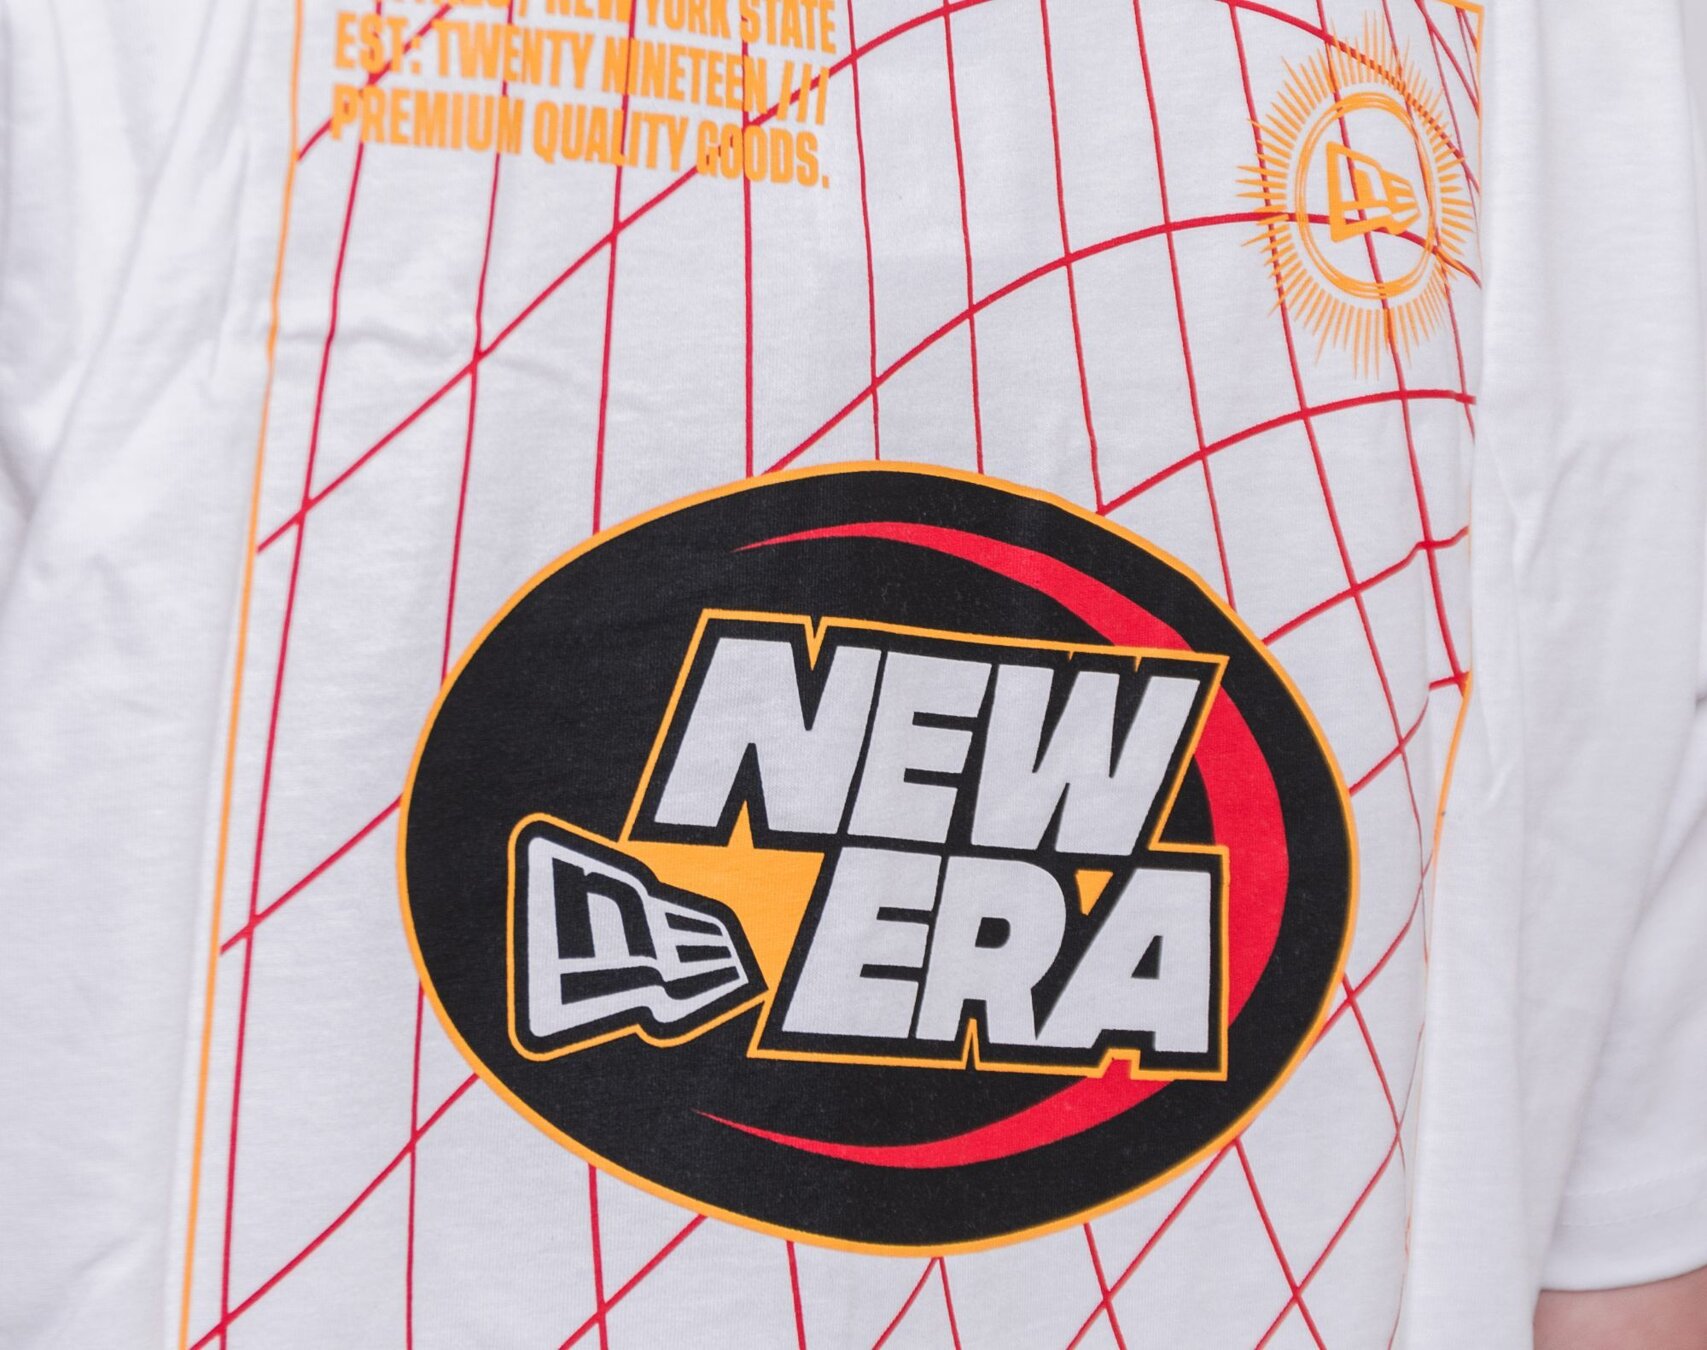 / NEW YORK STATE
EST: TWENTY NINETEEN ///
PREMIUM QUALITY GOODS.
NEW
ERA